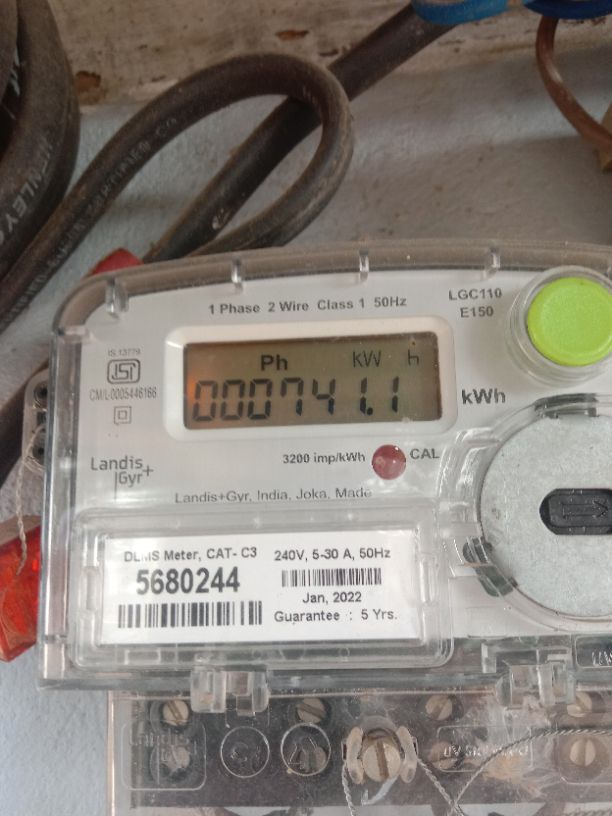 1 Phase 2 Wire Class 1 50Hz
LGC110
E150
IS 13779
ISI
CM/L-0005446166
Ph kW h
000741.1
kWh
3200 imp/kWh
CAL
Landis+
Gyr
Landis+Gyr, India, Joka, Made
DLMS Meter, CAT- C3
5680244
240V, 5-30 A, 50Hz
Jan, 2022
Guarantee : 5 Yrs.